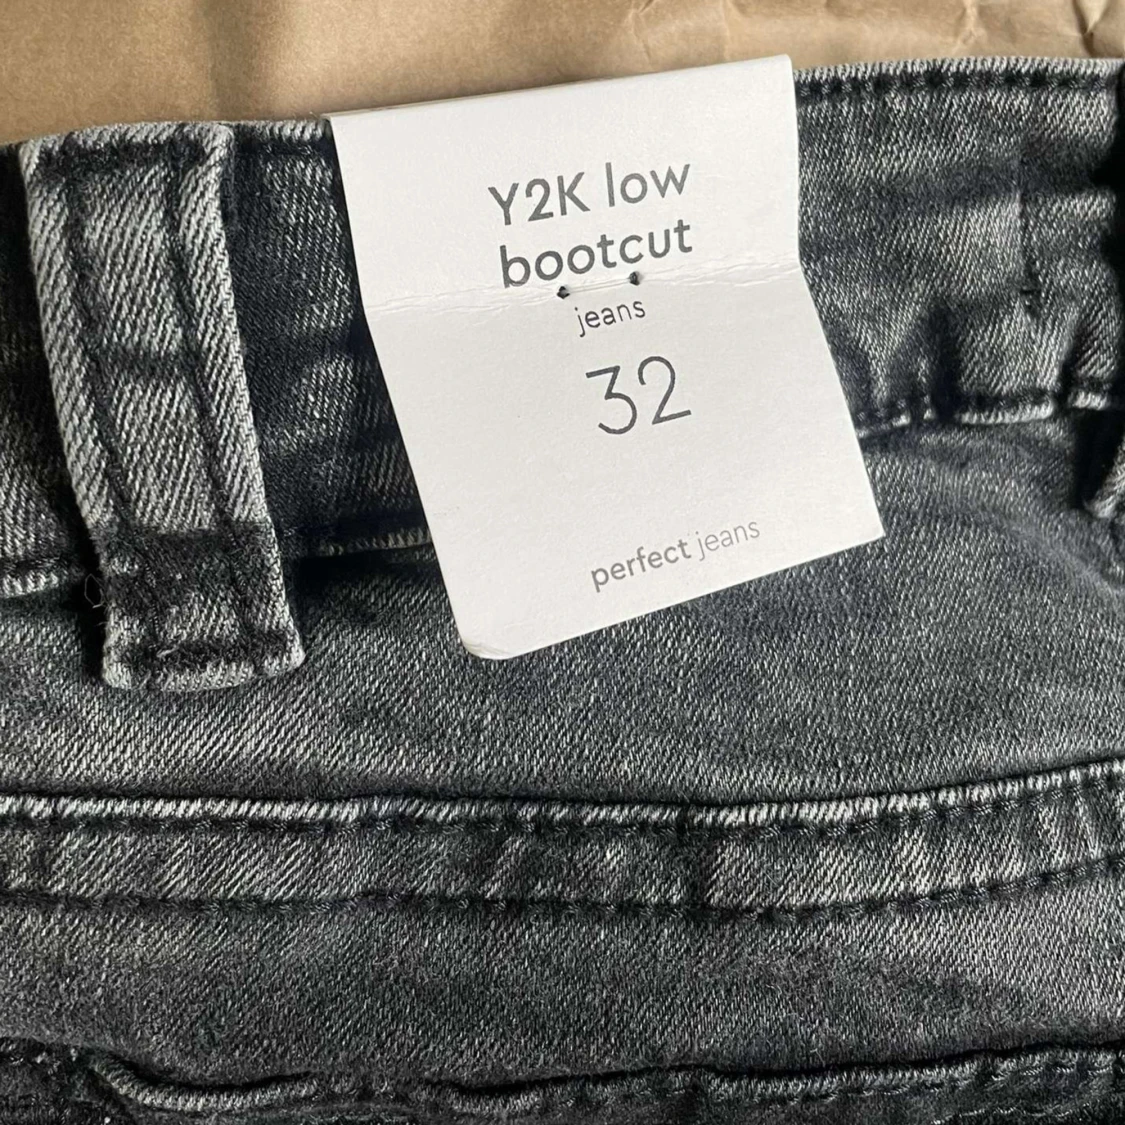 Y2K low
bootcut
jeans
32
perfect jeans